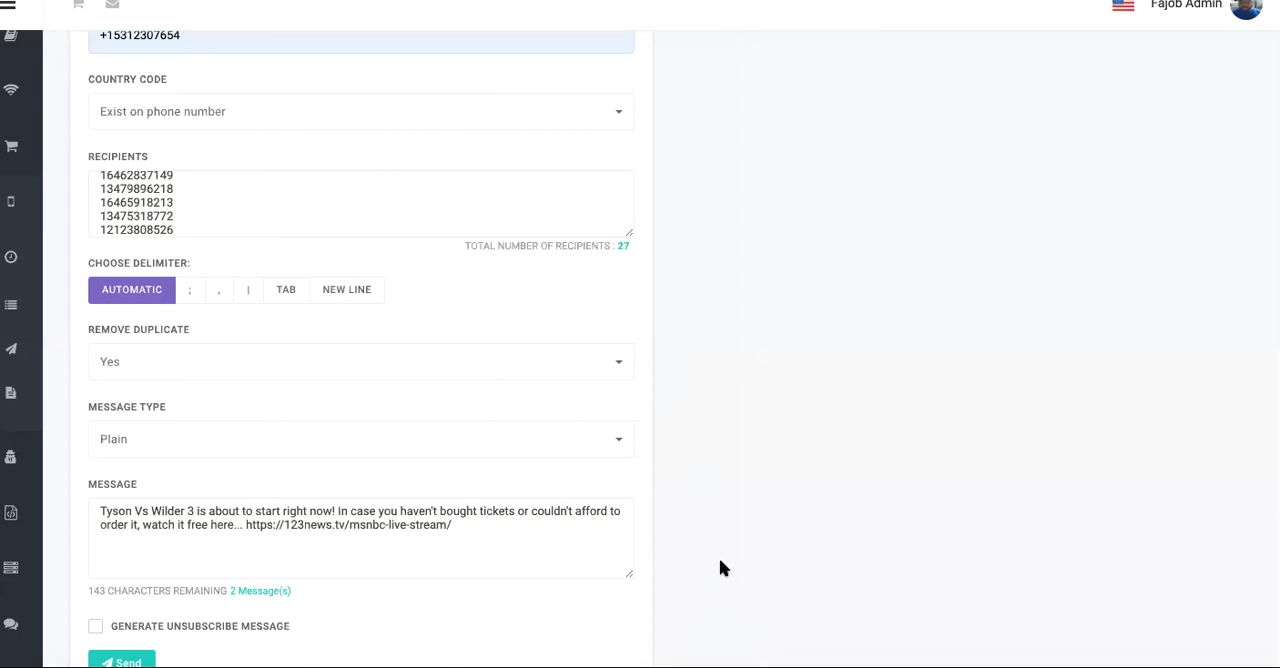 Fajob Admin
+15312307654
COUNTRY CODE
Exist on phone number
RECIPIENTS
16462837149
13479896218
16465918213
13475318772
12123808526
TOTAL NUMBER OF RECIPIENTS : 27
CHOOSE DELIMITER:
AUTOMATIC ; , | TAB NEW LINE
REMOVE DUPLICATE
Yes
MESSAGE TYPE
Plain
MESSAGE
Tyson Vs Wilder 3 is about to start right now! In case you haven't bought tickets or couldn't afford to
order it, watch it free here... https://123news.tv/msnbc-live-stream/
143 CHARACTERS REMAINING 2 Message(s)
GENERATE UNSUBSCRIBE MESSAGE
Send